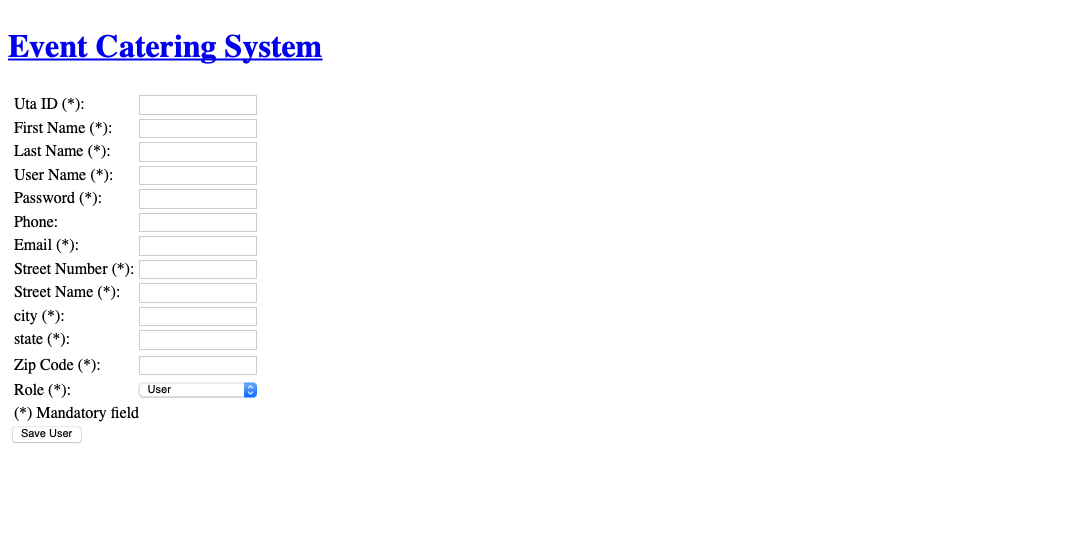 Event Catering System
Uta ID (*):
First Name (*):
Last Name (*):
User Name (*):
Password (*):
Phone:
Email (*):
Street Number (*):
Street Name (*):
city (*):
state (*):
Zip Code (*):
Role (*): User
(*) Mandatory field
Save User